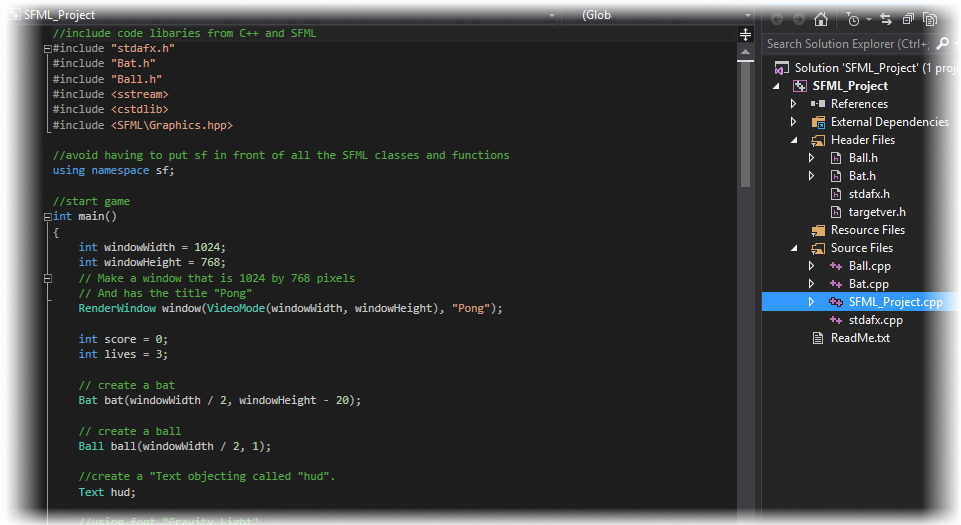 SFML_Project
(Glob
//include code libaries from C++ and SFML
#include "stdafx.h"
#include "Bat.h"
#include "Ball.h"
#include <sstream>
#include <cstdlib>
#include <SFML\Graphics.hpp>
//avoid having to put sf in front of all the SFML classes and functions
using namespace sf;
//start game
int main()
{
int windowWidth = 1024;
int windowHeight = 768;
// Make a window that is 1024 by 768 pixels
// And has the title "Pong"
RenderWindow window(VideoMode(windowWidth, windowHeight), "Pong");
int score = 0;
int lives = 3;
// create a bat
Bat bat(windowWidth / 2, windowHeight - 20);
// create a ball
Ball ball(windowWidth / 2, 1);
//create a "Text objecting called "hud".
Text hud;
//using font "Gravity Light"
Search Solution Explorer (Ctrl+;
Solution 'SFML_Project' (1 proje
SFML_Project
References
External Dependencies
Header Files
Ball.h
Bat.h
stdafx.h
targetver.h
Resource Files
Source Files
Ball.cpp
Bat.cpp
SFML_Project.cpp
stdafx.cpp
ReadMe.txt